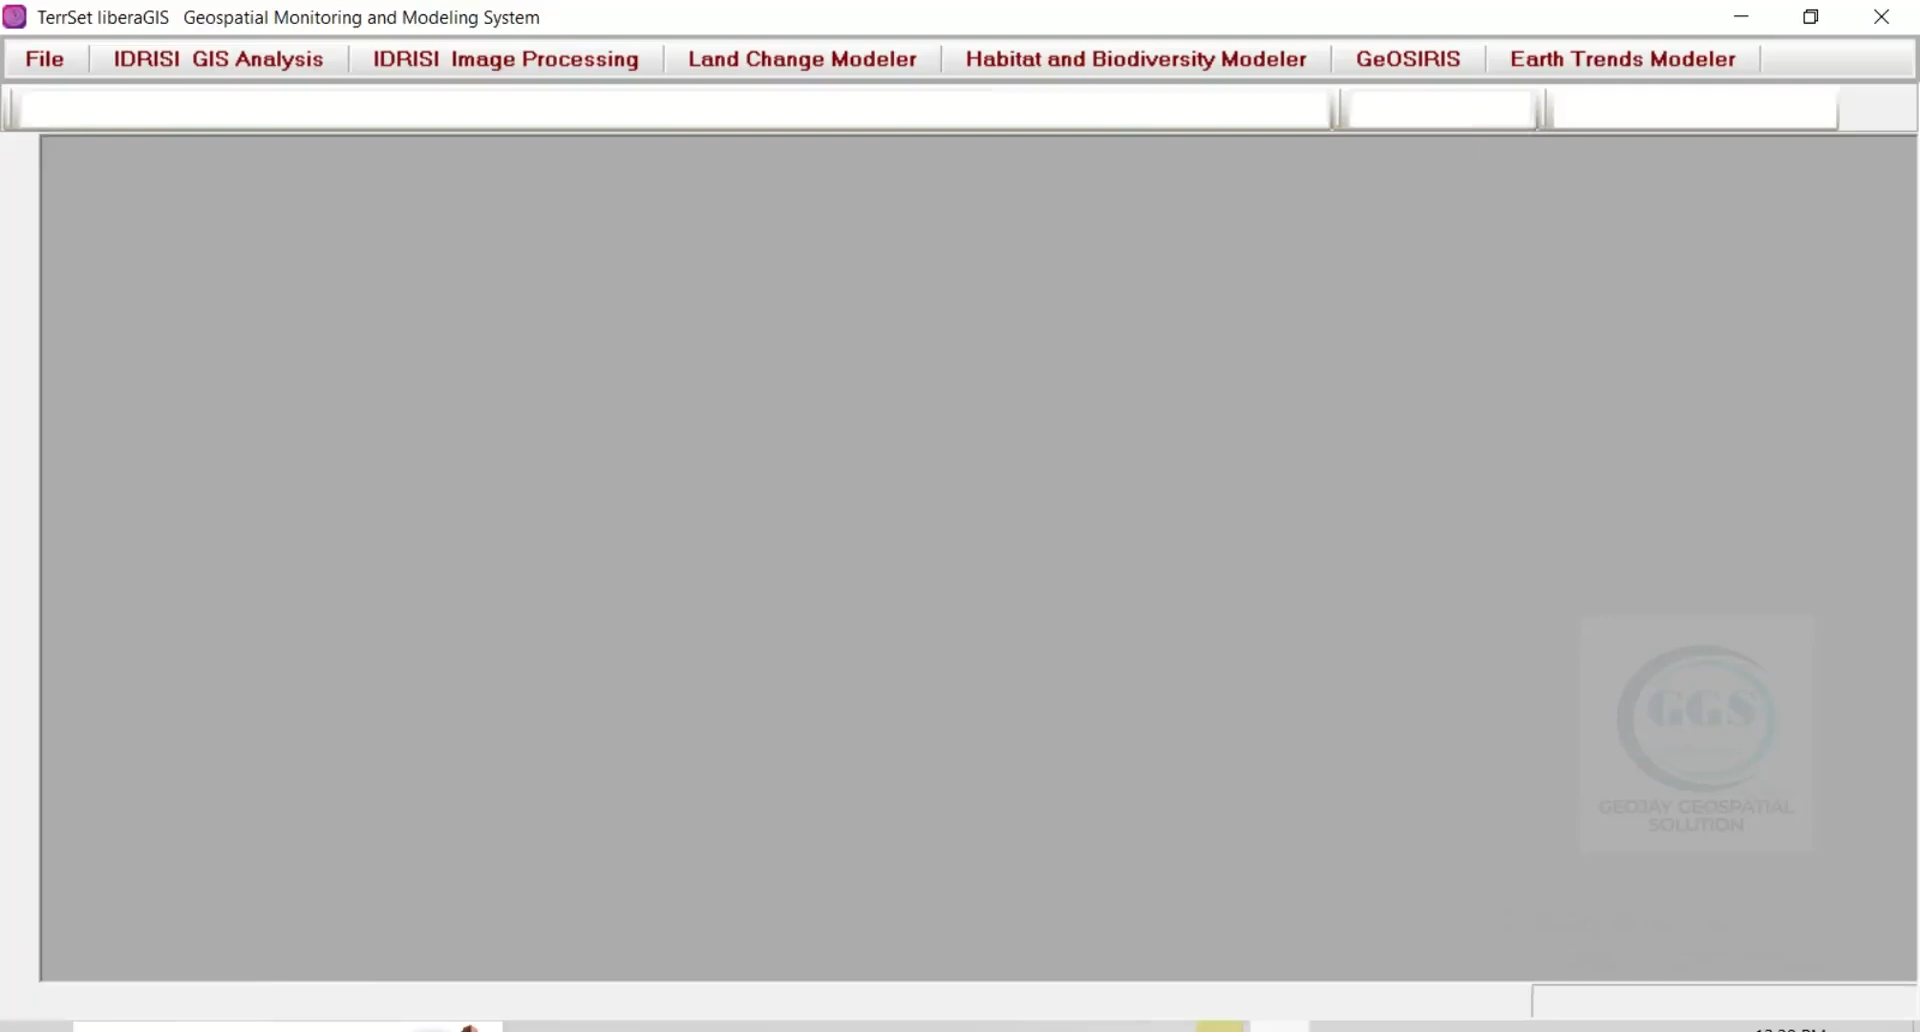 TerrSet liberaGIS Geospatial Monitoring and Modeling System
File IDRISI GIS Analysis IDRISI Image Processing Land Change Modeler Habitat and Biodiversity Modeler GeOSIRIS Earth Trends Modeler
GGS
GEOJAY GEOSPATIAL
SOLUTION